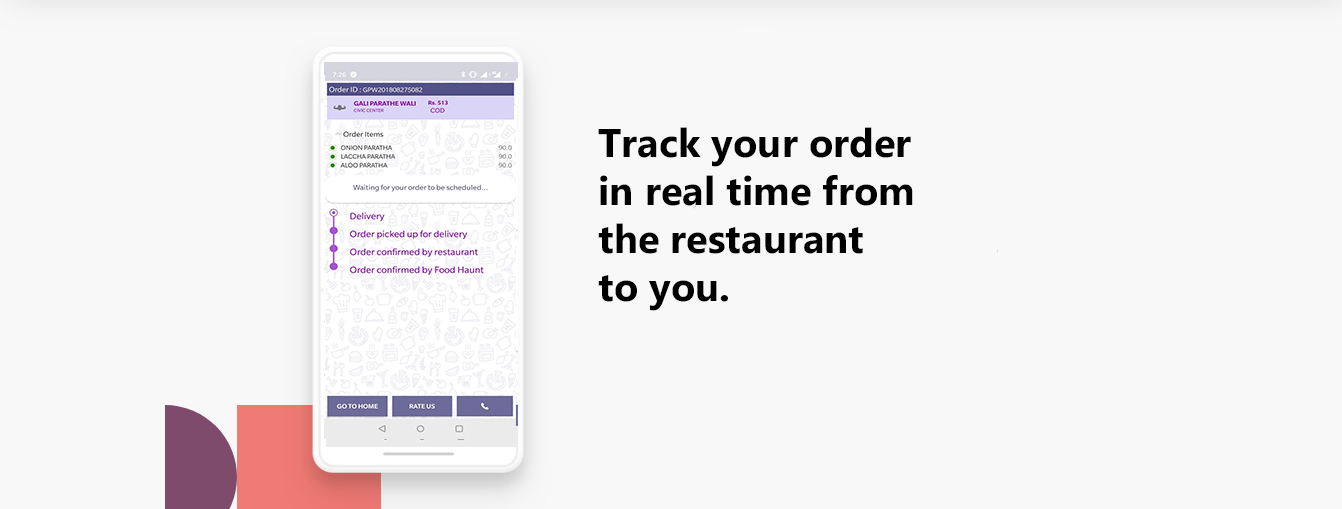 7:26
Order ID : GPW201808275082
GALI PARATHE WALI
Rs. 513
CIVIC CENTER
COD
Order Items
ONION PARATHA 90.0
LACCHA PARATHA 90.0
ALOO PARATHA 90.0
Waiting for your order to be scheduled...
Delivery
Order picked up for delivery
Order confirmed by restaurant
Order confirmed by Food Haunt
GO TO HOME
RATE US
Track your order
in real time from
the restaurant
to you.